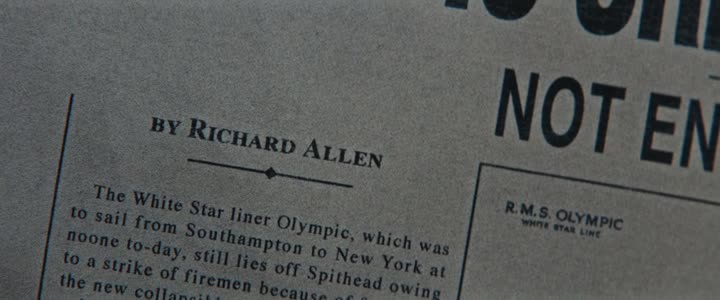 NOT EN
BY RICHARD ALLEN
The White Star liner Olympic, which was
to sail from Southampton to New York at
noone to-day, still lies off Spithead owing
to a strike of firemen because of
the new
R.M.S. OLYMPIC
WHITE STAR LINE